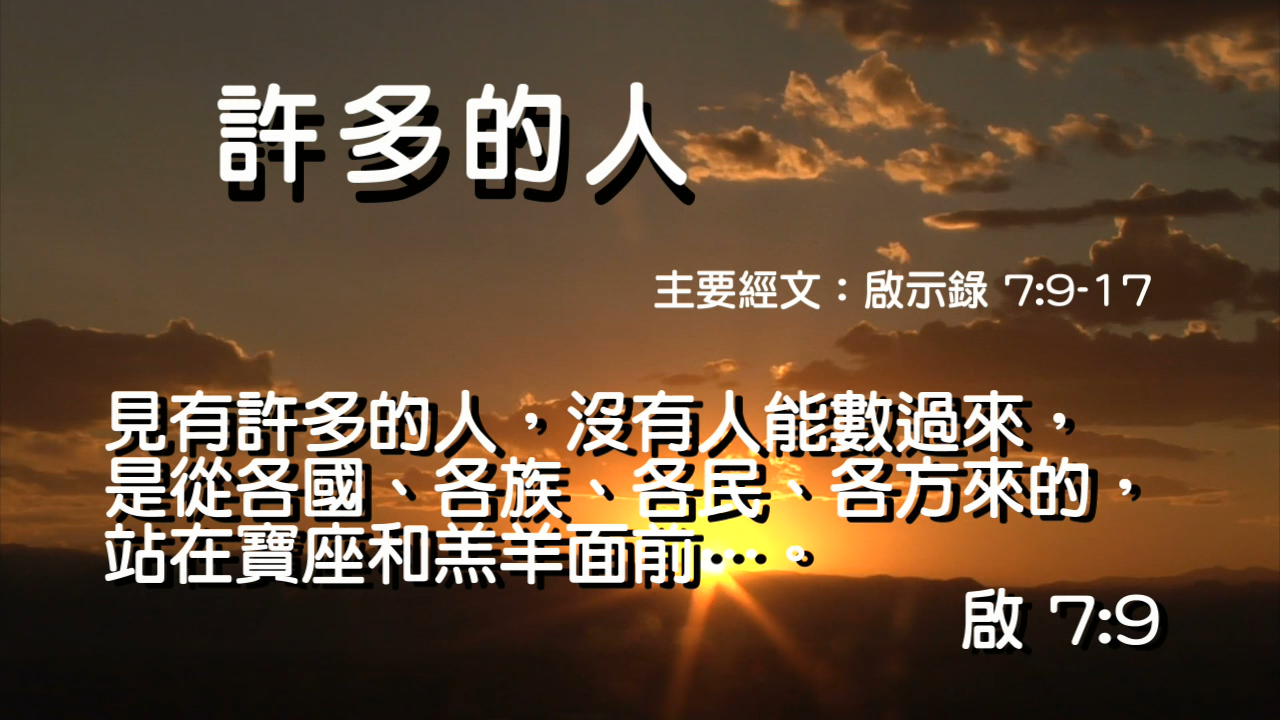 許多的人
主要經文：啟示錄 7:9-17
見有許多的人，沒有人能數過來，
是從各國、各族、各民、各方來的，
站在寶座和羔羊面前…。
啟 7:9